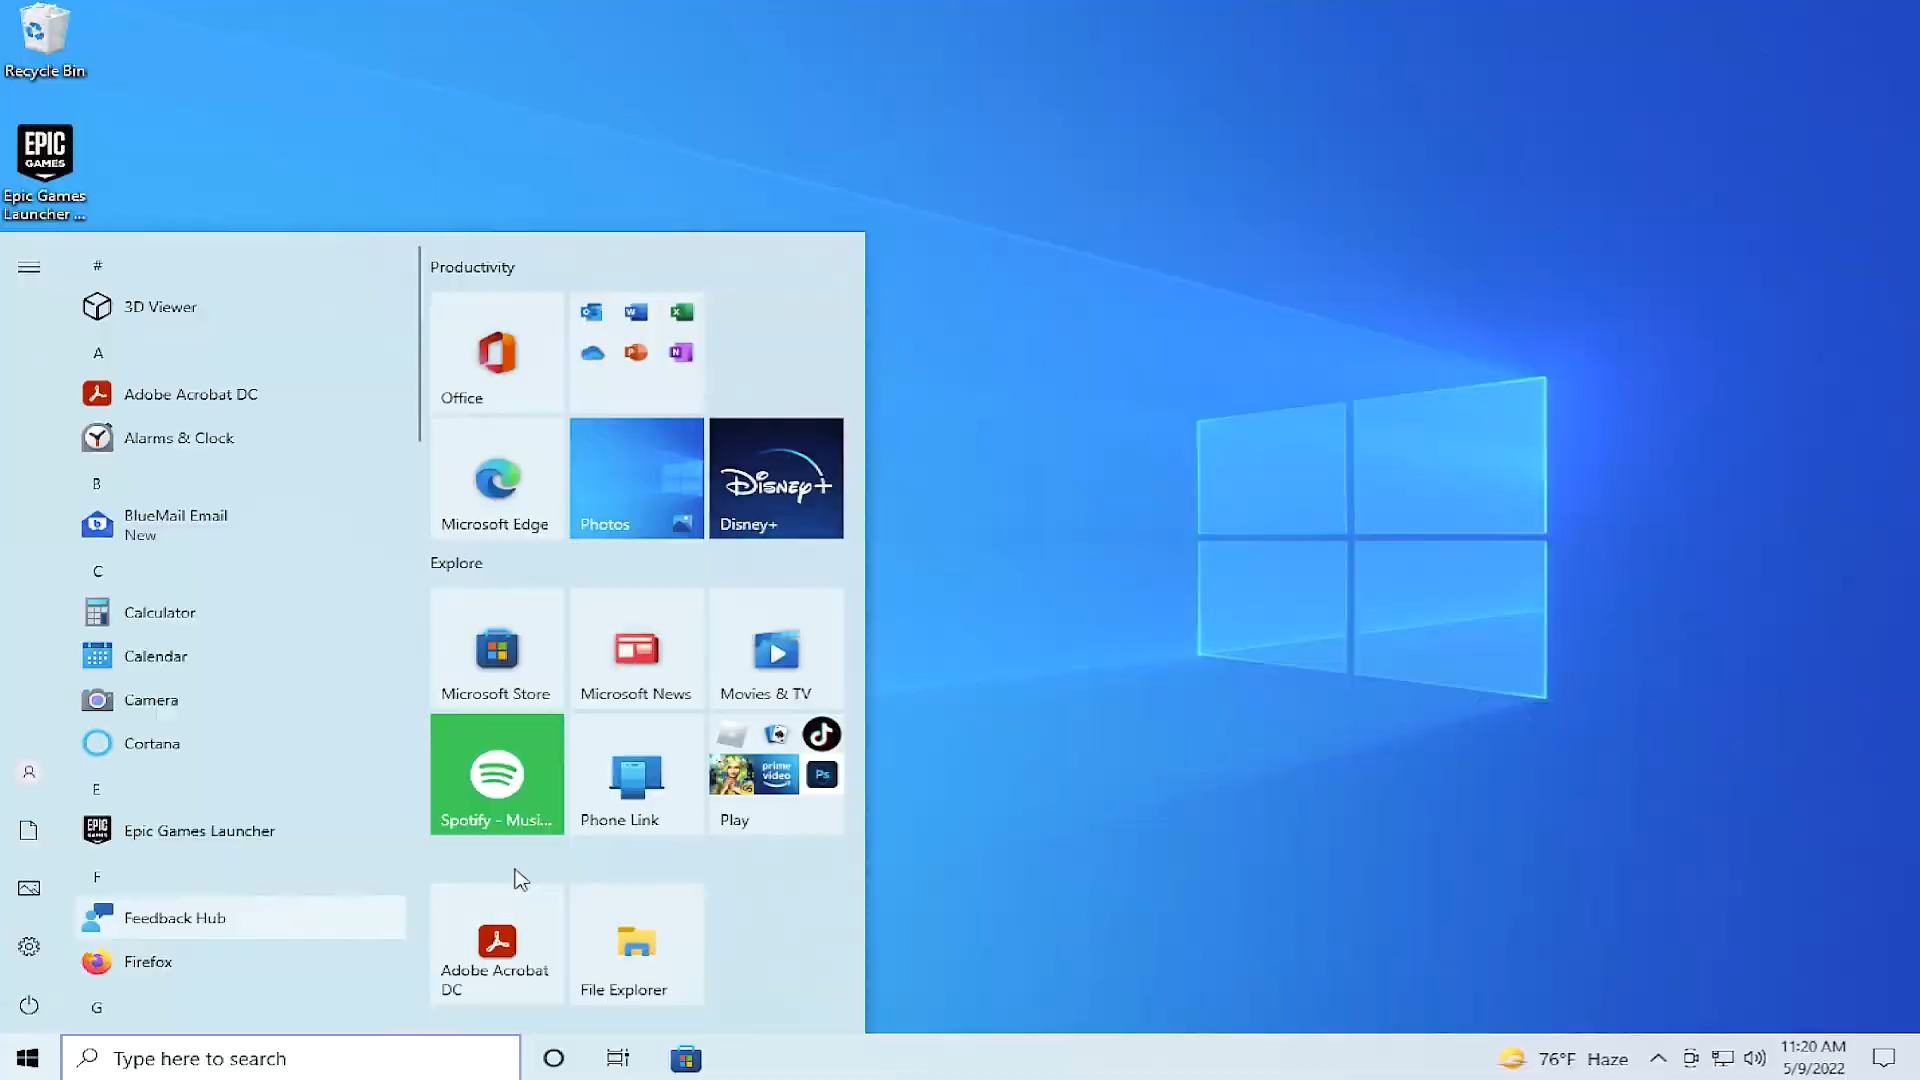 Recycle Bin
EPIC
GAMES
Epic Games
Launcher ...
#
3D Viewer
A
Adobe Acrobat DC
Alarms & Clock
B
BlueMail Email
New
C
Calculator
Calendar
Camera
Cortana
E
Epic Games Launcher
F
Feedback Hub
Firefox
G
Productivity
Office
Microsoft Edge
Photos
Disney+
Disney+
Explore
Microsoft Store
Microsoft News
Movies & TV
Spotify - Musi...
Phone Link
prime
video
Ps
Play
Adobe Acrobat
DC
File Explorer
Type here to search
76°F Haze
11:20 AM
5/9/2022